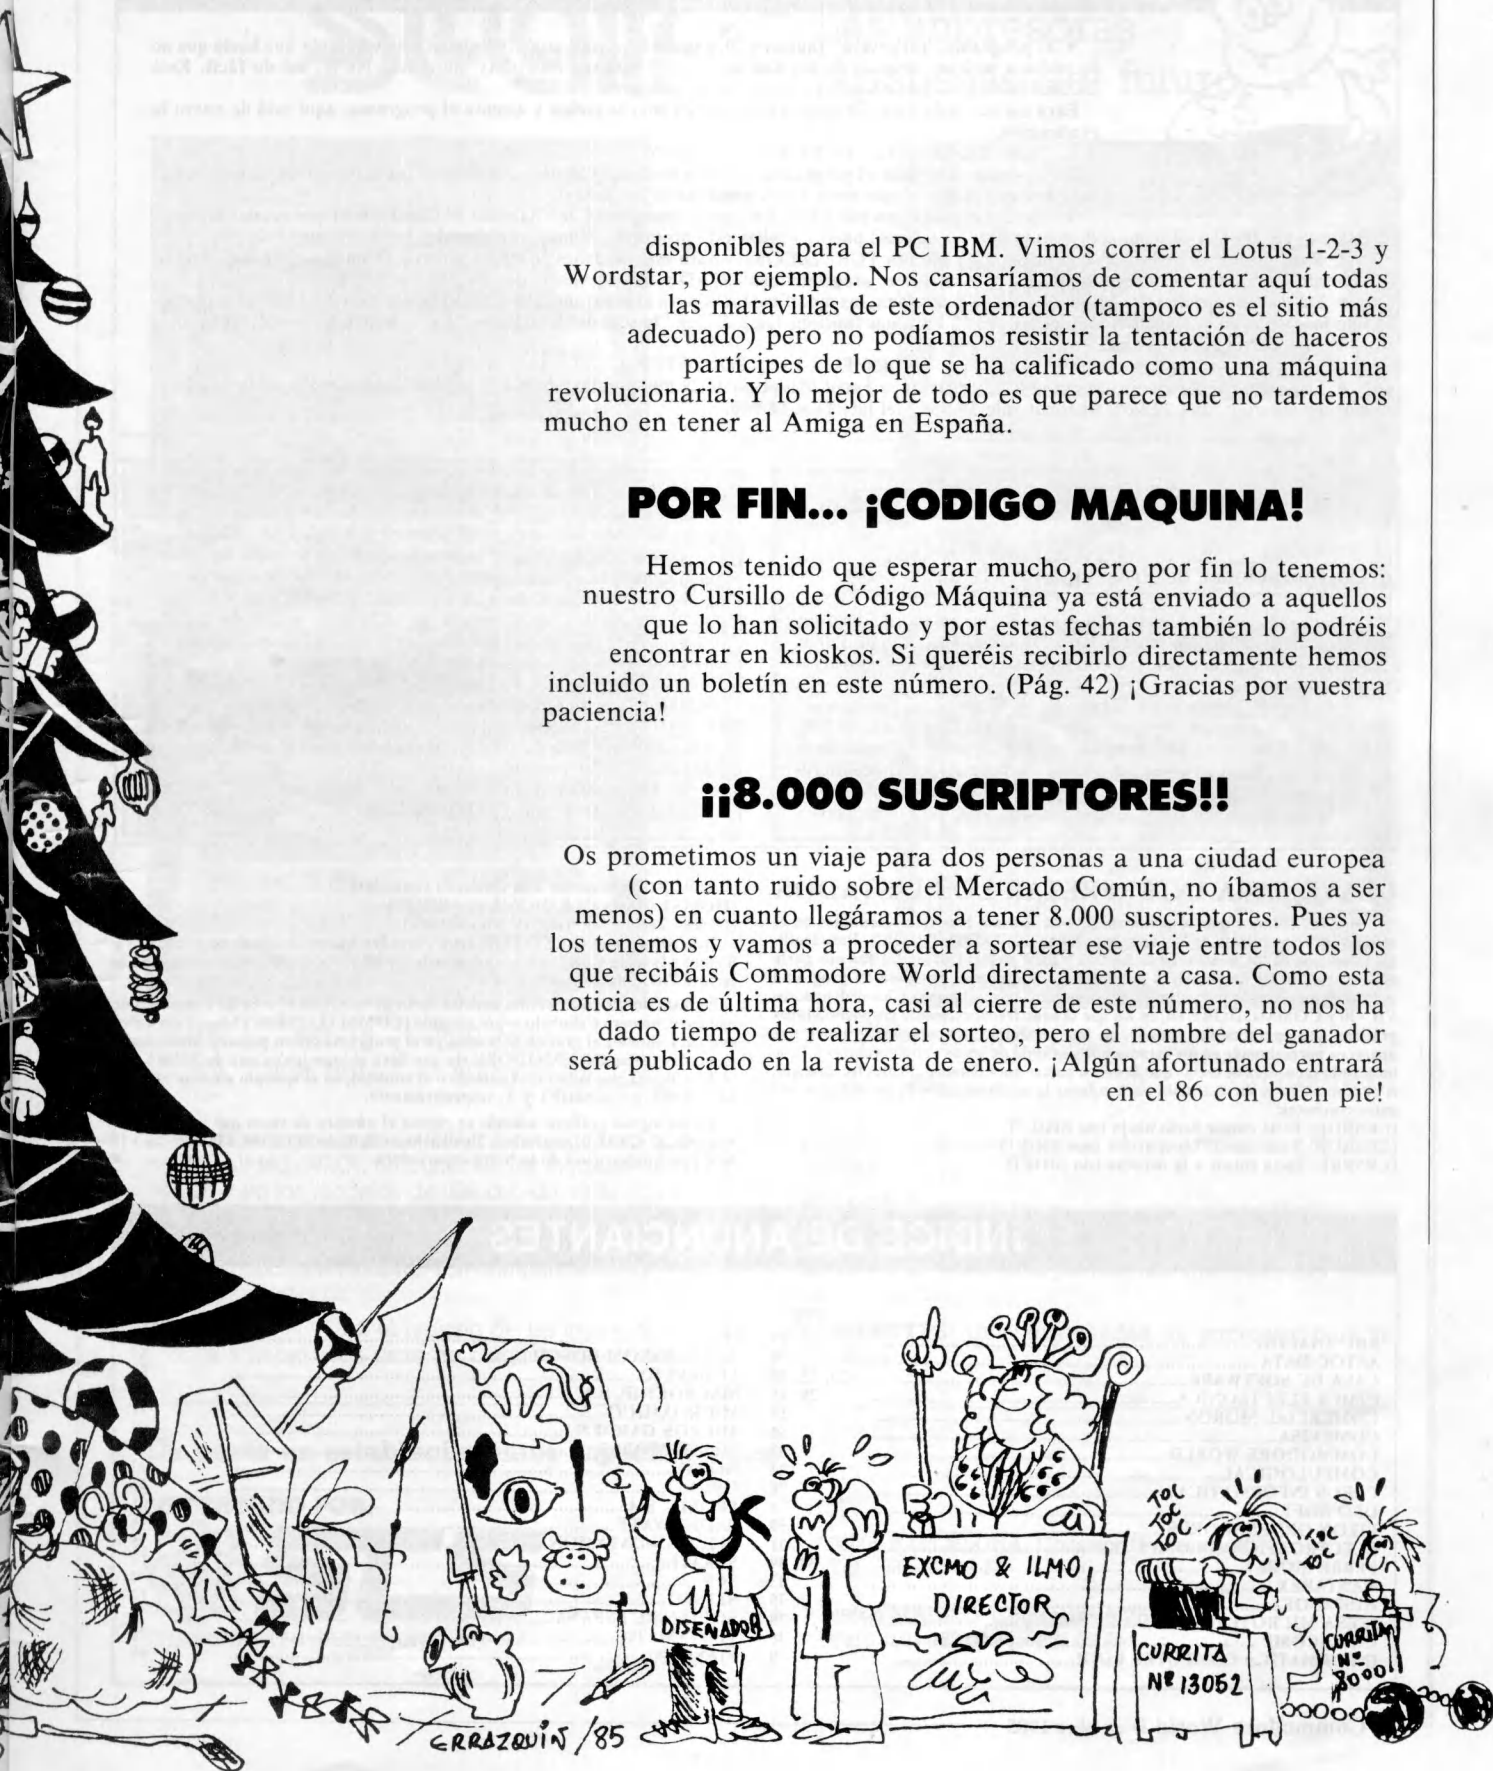 disponibles para el PC IBM. Vimos correr el Lotus 1-2-3 y
Wordstar, por ejemplo. Nos cansaríamos de comentar aquí todas
las maravillas de este ordenador (tampoco es el sitio más
adecuado) pero no podíamos resistir la tentación de haceros
partícipes de lo que se ha calificado como una máquina
revolucionaria. Y lo mejor de todo es que parece que no tardemos
mucho en tener al Amiga en España.
POR FIN... ¡CODIGO MAQUINA!
Hemos tenido que esperar mucho, pero por fin lo tenemos:
nuestro Cursillo de Código Máquina ya está enviado a aquellos
que lo han solicitado y por estas fechas también lo podréis
encontrar en kioskos. Si queréis recibirlo directamente hemos
incluido un boletín en este número. (Pág. 42) ¡Gracias por vuestra
paciencia!
¡¡8.000 SUSCRIPTORES!!
Os prometimos un viaje para dos personas a una ciudad europea
(con tanto ruido sobre el Mercado Común, no íbamos a ser
menos) en cuanto llegáramos a tener 8.000 suscriptores. Pues ya
los tenemos y vamos a proceder a sortear ese viaje entre todos los
que recibáis Commodore World directamente a casa. Como esta
noticia es de última hora, casi al cierre de este número, no nos ha
dado tiempo de realizar el sorteo, pero el nombre del ganador
será publicado en la revista de enero. ¡Algún afortunado entrará
en el 86 con buen pie!
DISEÑADOR
EXCMO & ILMO
DIRECTOR
TOC
TOC
TOC
TOC
CURRITA
Nº 13052
CURRITA
Nº
8000
ERRAZQUIN /85